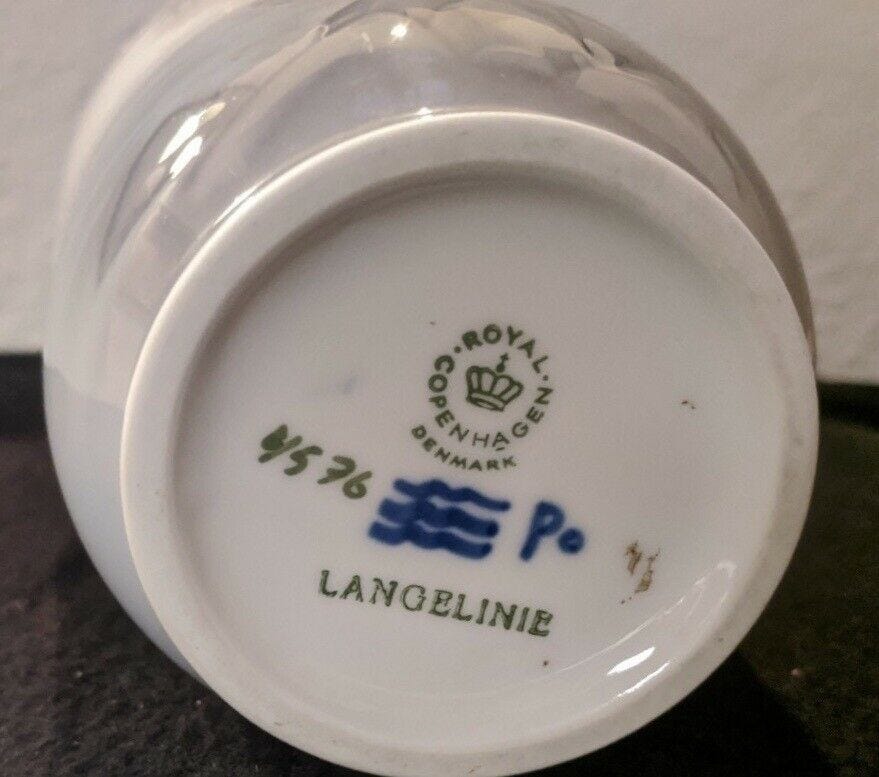 ROYAL
COPENHAGEN
DENMARK
4576
Po
LANGELINIE